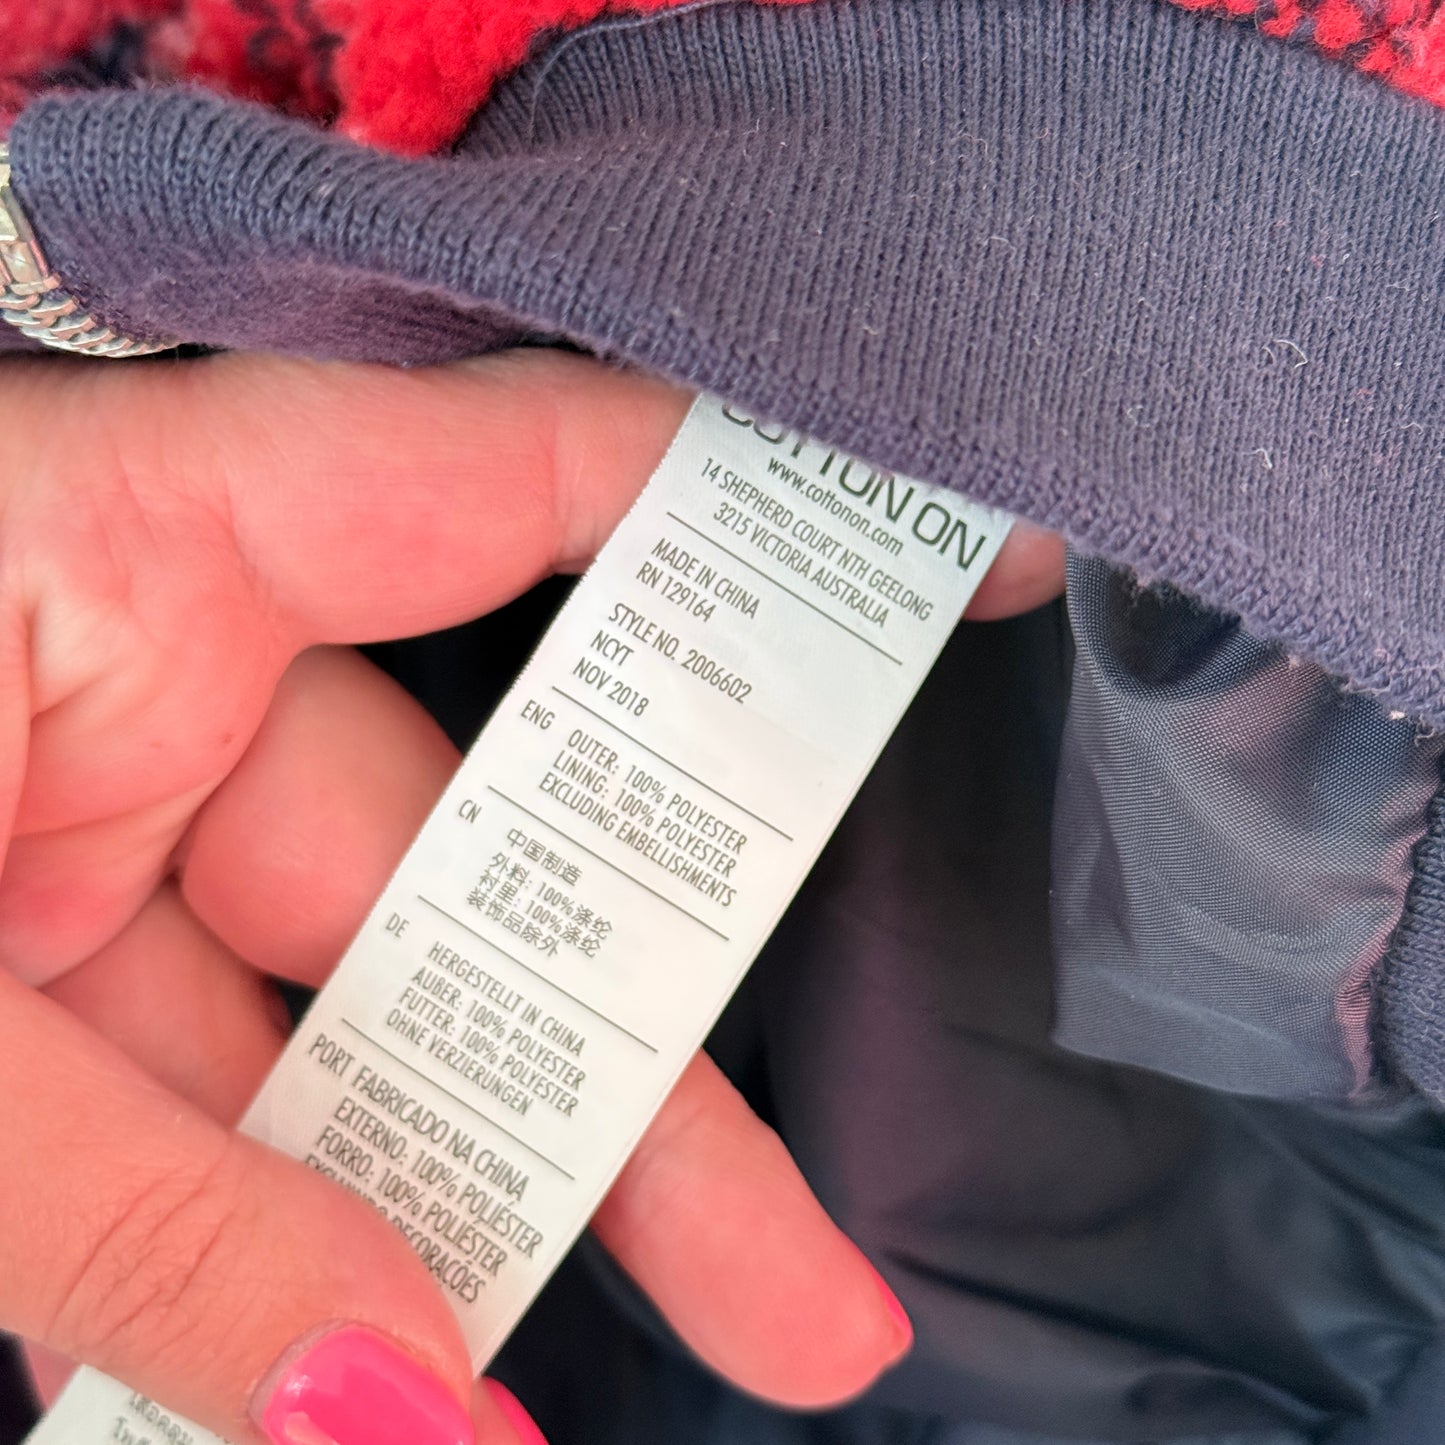 COTTON ON
www.cottonon.com
14 SHEPHERD COURT NTH GEELONG
3215 VICTORIA AUSTRALIA
MADE IN CHINA
RN 129164
STYLE NO. 2006602
NCYT
NOV 2018
ENG
OUTER: 100% POLYESTER
LINING: 100% POLYESTER
EXCLUDING EMBELLISHMENTS
CN
中国制造
外料: 100%涤纶
衬里: 100%涤纶
装饰品除外
DE
HERGESTELLT IN CHINA
AUBER: 100% POLYESTER
FUTTER: 100% POLYESTER
OHNE VERZIERUNGEN
PORT FABRICADO NA CHINA
EXTERNO: 100% POLIÉSTER
FORRO: 100% POLIÉSTER